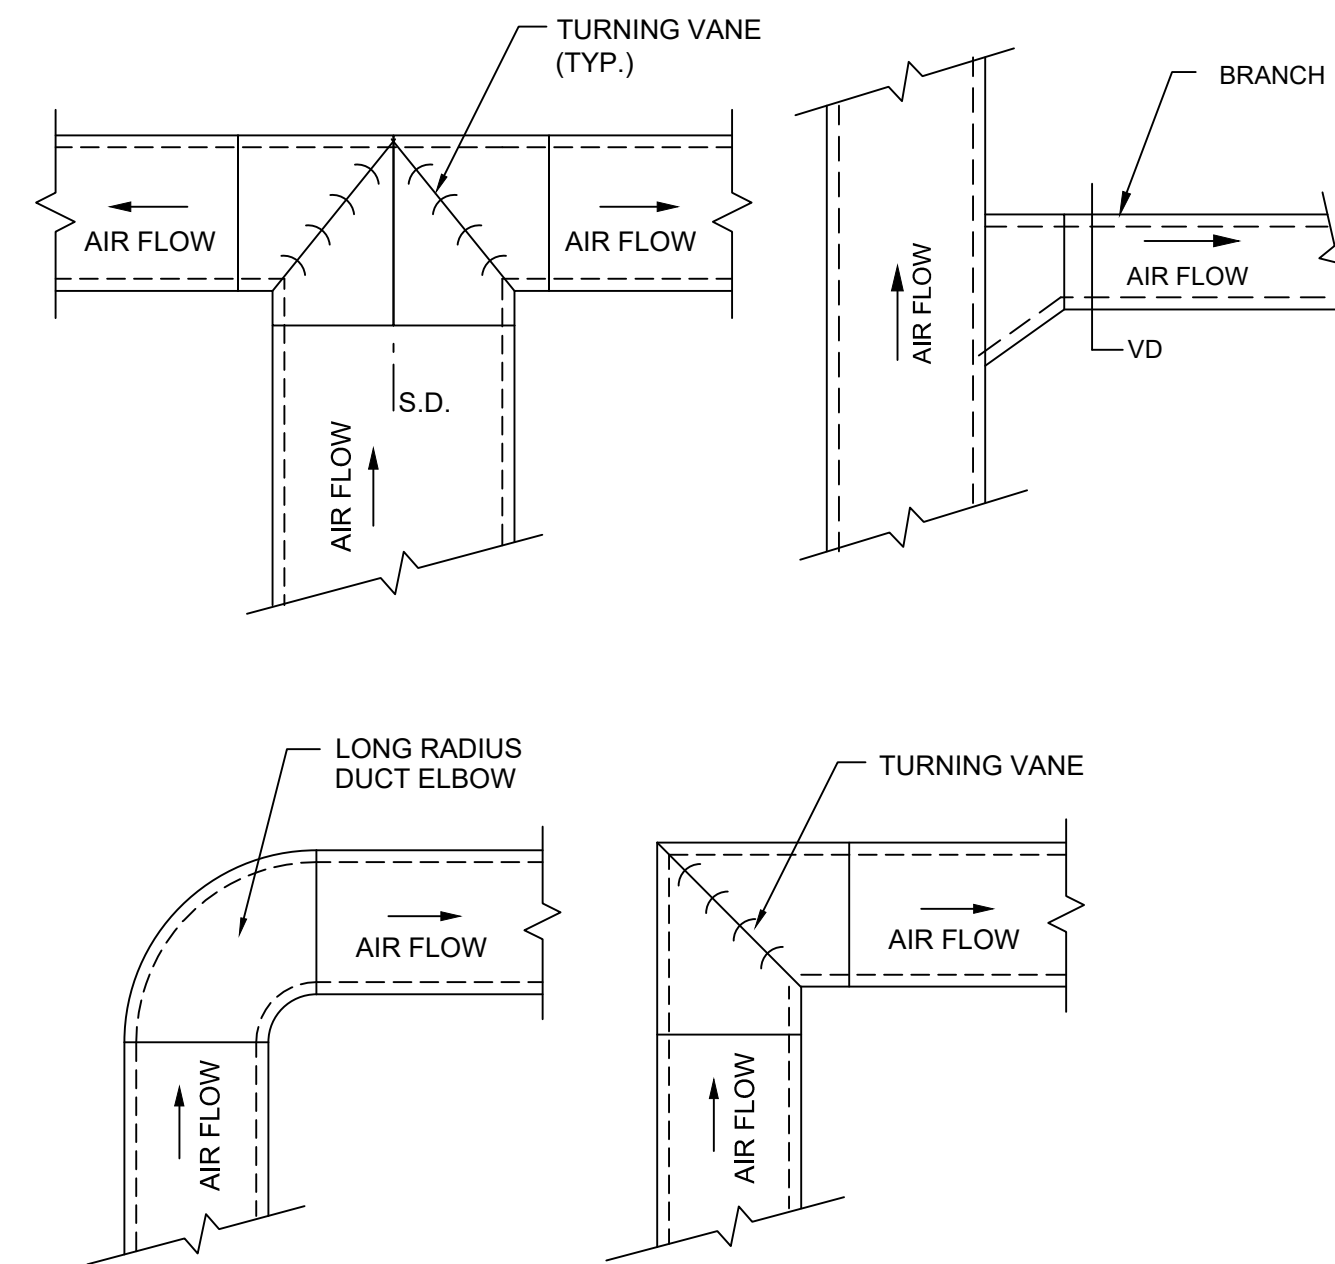 TURNING VANE
(TYP.)
AIR FLOW
AIR FLOW
S.D.
AIR FLOW
BRANCH
AIR FLOW
AIR FLOW
VD
LONG RADIUS
DUCT ELBOW
AIR FLOW
AIR FLOW
TURNING VANE
AIR FLOW
AIR FLOW